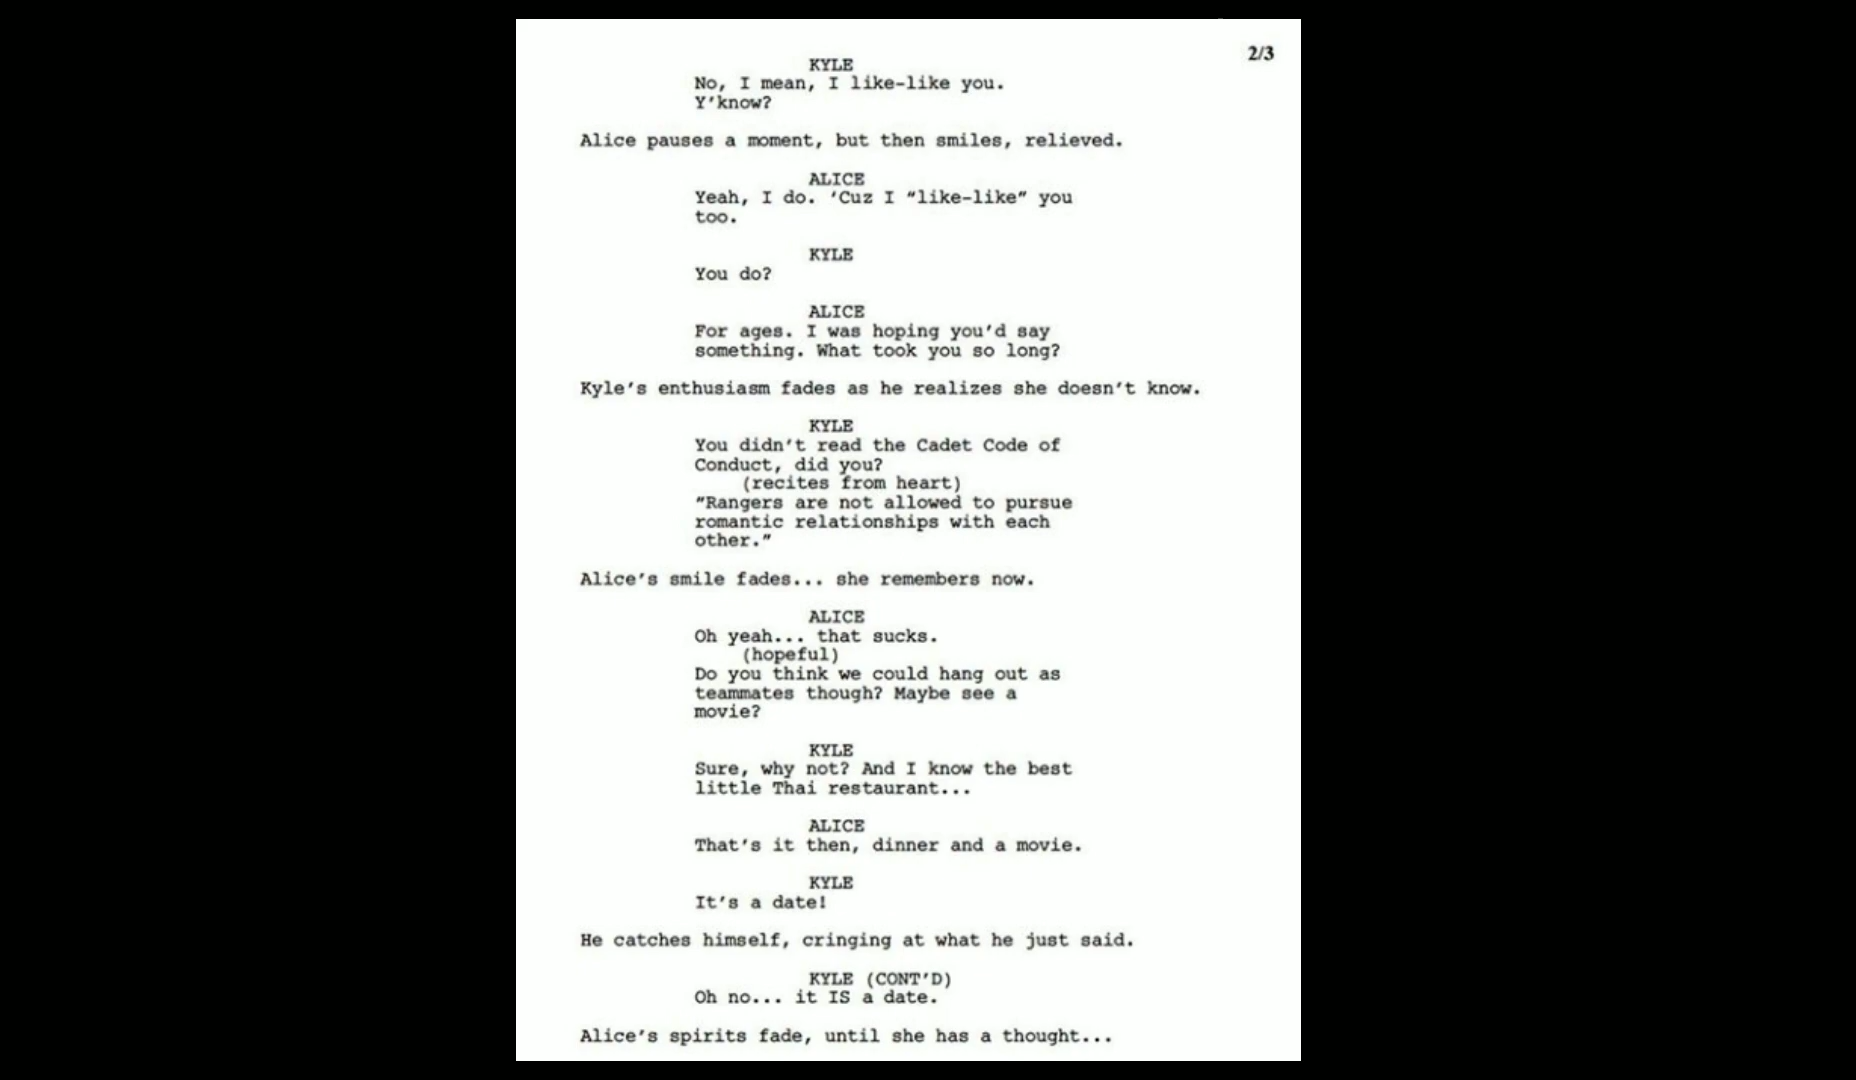 2/3
KYLE
No, I mean, I like-like you.
Y'know?
Alice pauses a moment, but then smiles, relieved.
ALICE
Yeah, I do. 'Cuz I "like-like" you
too.
KYLE
You do?
ALICE
For ages. I was hoping you'd say
something. What took you so long?
Kyle's enthusiasm fades as he realizes she doesn't know.
KYLE
You didn't read the Cadet Code of
Conduct, did you?
(recites from heart)
"Rangers are not allowed to pursue
romantic relationships with each
other."
Alice's smile fades... she remembers now.
ALICE
Oh yeah... that sucks.
(hopeful)
Do you think we could hang out as
teammates though? Maybe see a
movie?
KYLE
Sure, why not? And I know the best
little Thai restaurant...
ALICE
That's it then, dinner and a movie.
KYLE
It's a date!
He catches himself, cringing at what he just said.
KYLE (CONT'D)
Oh no... it IS a date.
Alice's spirits fade, until she has a thought...